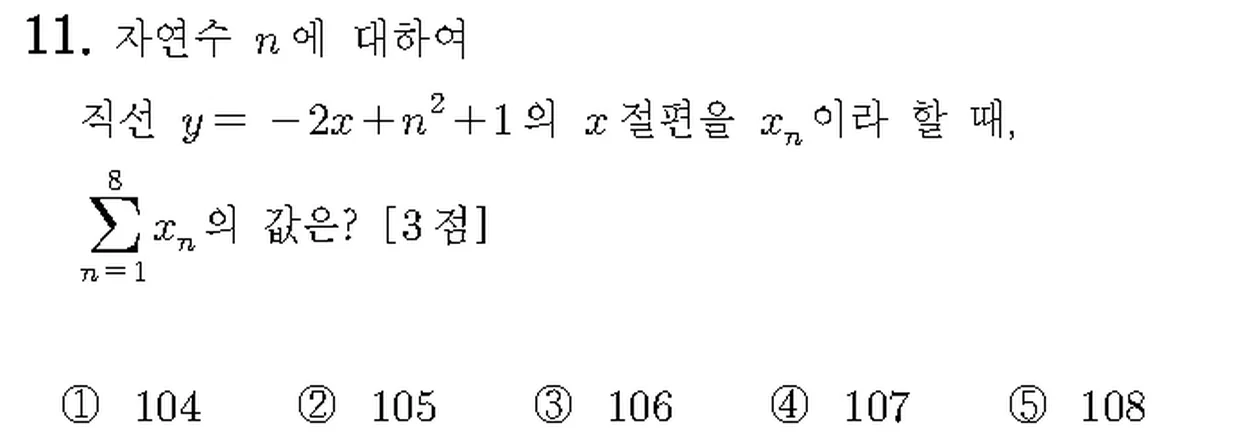 11. 자연수 n에 대하여
직선 y = -2x + n² + 1의 x절편을 xₙ이라 할 때,
∑_{n=1}^{8} xₙ의 값은? [3점]
① 104 ② 105 ③ 106 ④ 107 ⑤ 108